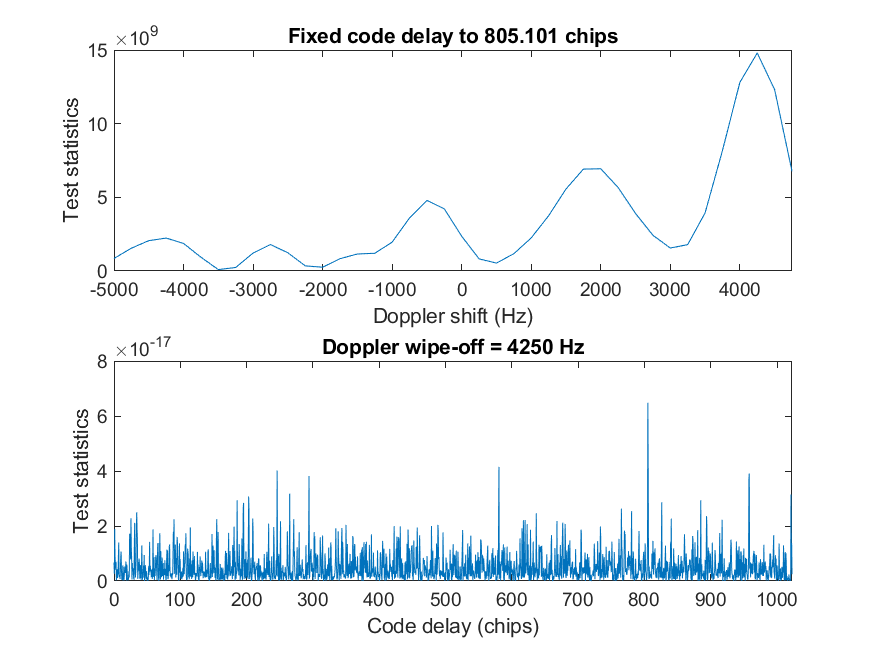 Fixed code delay to 805.101 chips
×10^9
15
10
5
0
Test statistics
-5000 -4000 -3000 -2000 -1000 0 1000 2000 3000 4000
Doppler shift (Hz)
Doppler wipe-off = 4250 Hz
×10^-17
8
6
4
2
0
Test statistics
0 100 200 300 400 500 600 700 800 900 1000
Code delay (chips)